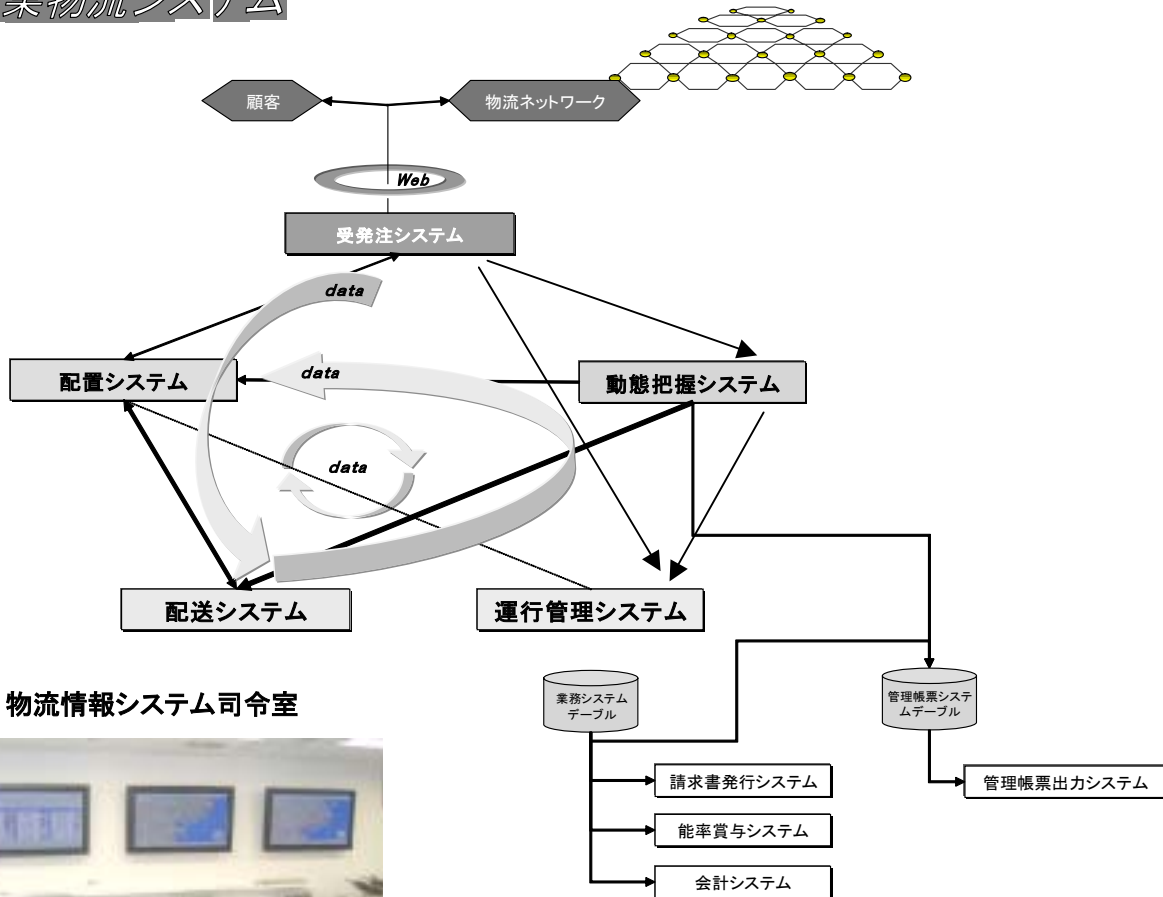 業物流システム
顧客
物流ネットワーク
Web
受発注システム
data
配置システム
data
動態把握システム
data
配送システム
運行管理システム
物流情報システム司令室
業務システム
デーブル
管理帳票システ
ムデーブル
請求書発行システム
管理帳票出力システム
能率賞与システム
会計システム